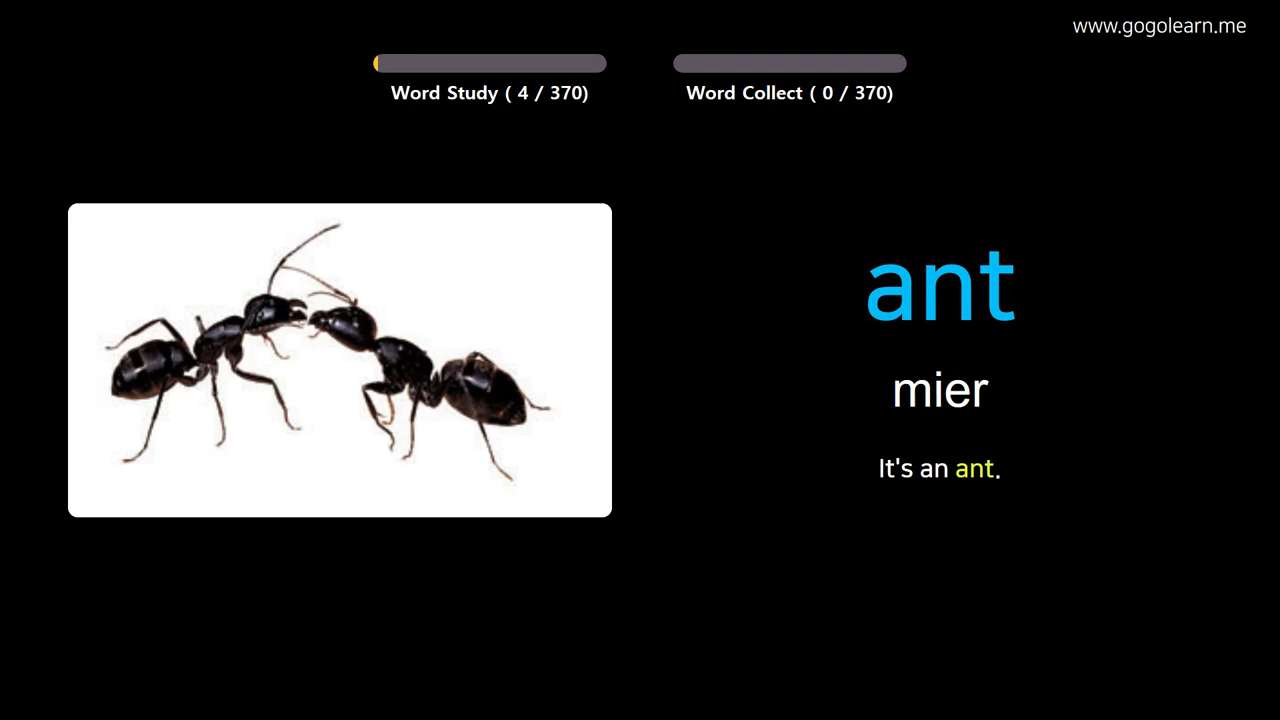 www.gogolearn.me
Word Study ( 4 / 370)
Word Collect ( 0 / 370)
ant
mier
It's an ant.